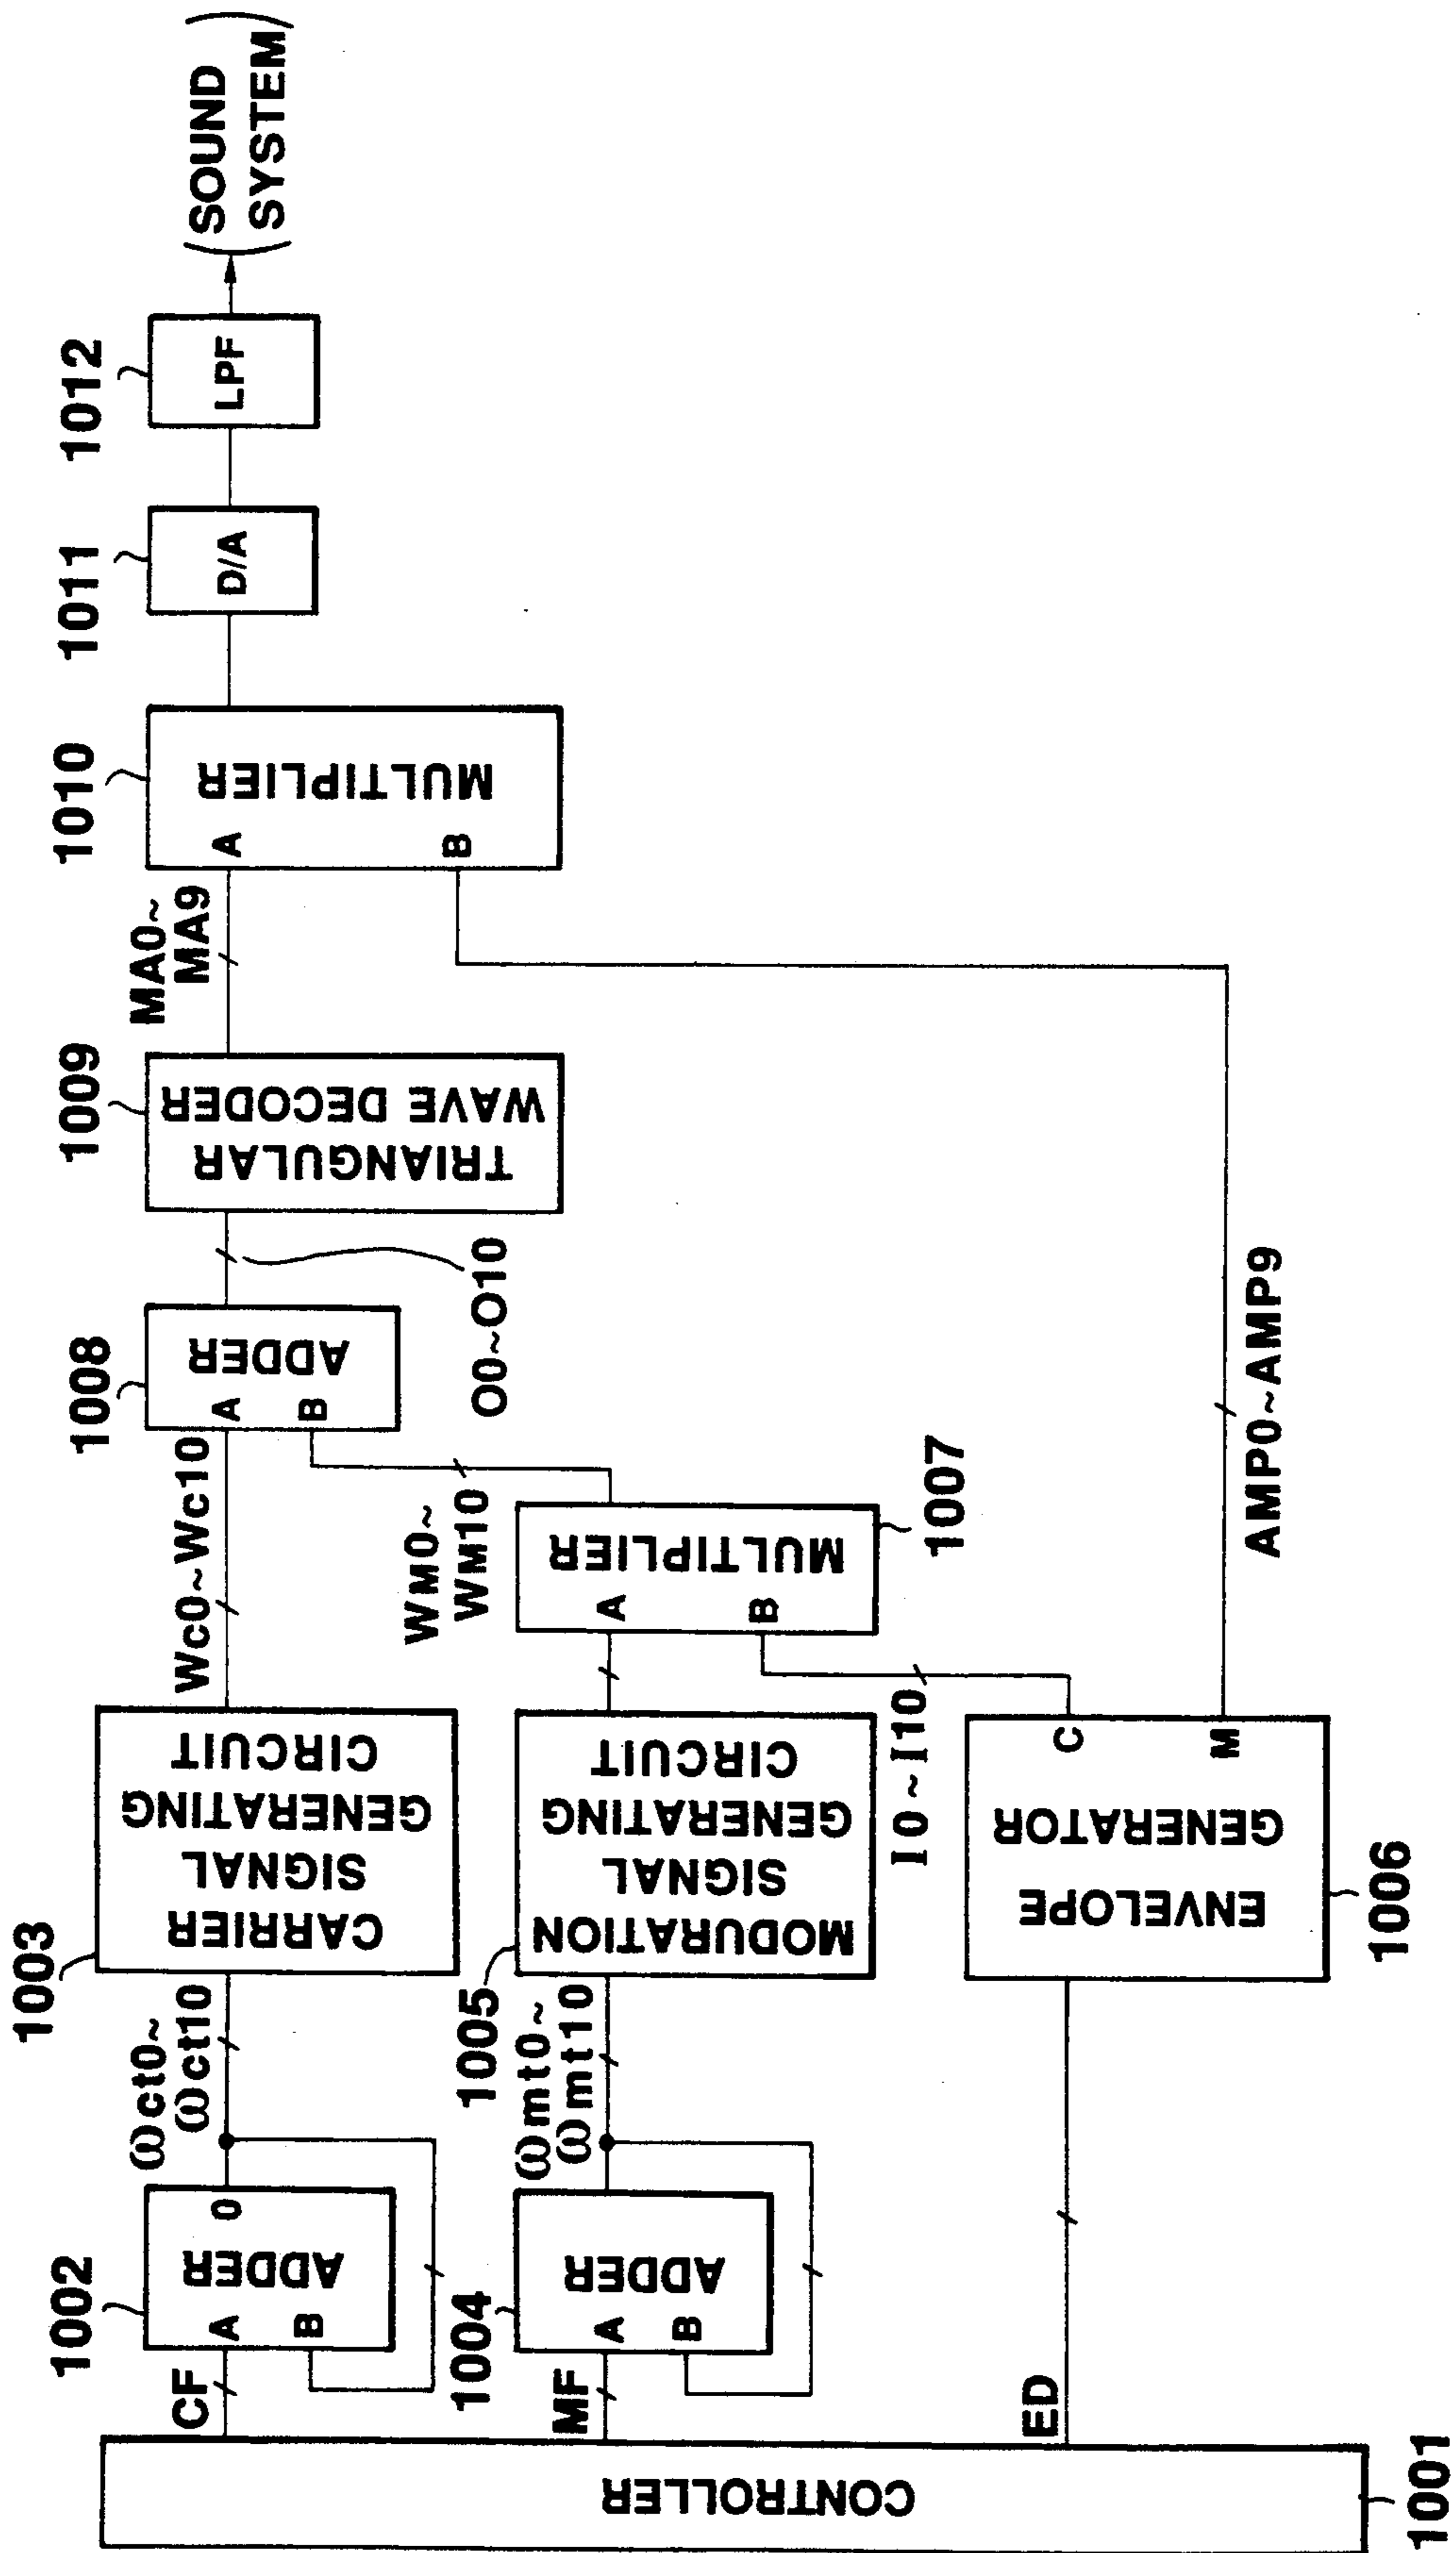 1001
CONTROLLER
CF
MF
ED
1002
A
B
O
ADDER
1004
A
B
ADDER
ωct0~
ωct10
ωmt0~
ωmt10
1003
CARRIER
SIGNAL
GENERATING
CIRCUIT
1005
MODURATION
SIGNAL
GENERATING
CIRCUIT
1006
ENVELOPE
GENERATOR
C
M
Wc0~Wc10
I0~I10
WM0~
WM10
1007
A
B
MULTIPLIER
1008
A
B
ADDER
O0~O10
AMP0~AMP9
1009
TRIANGULAR
WAVE DECODER
MA0~
MA9
1010
A
B
MULTIPLIER
1011
D/A
1012
LPF
(SOUND
SYSTEM)